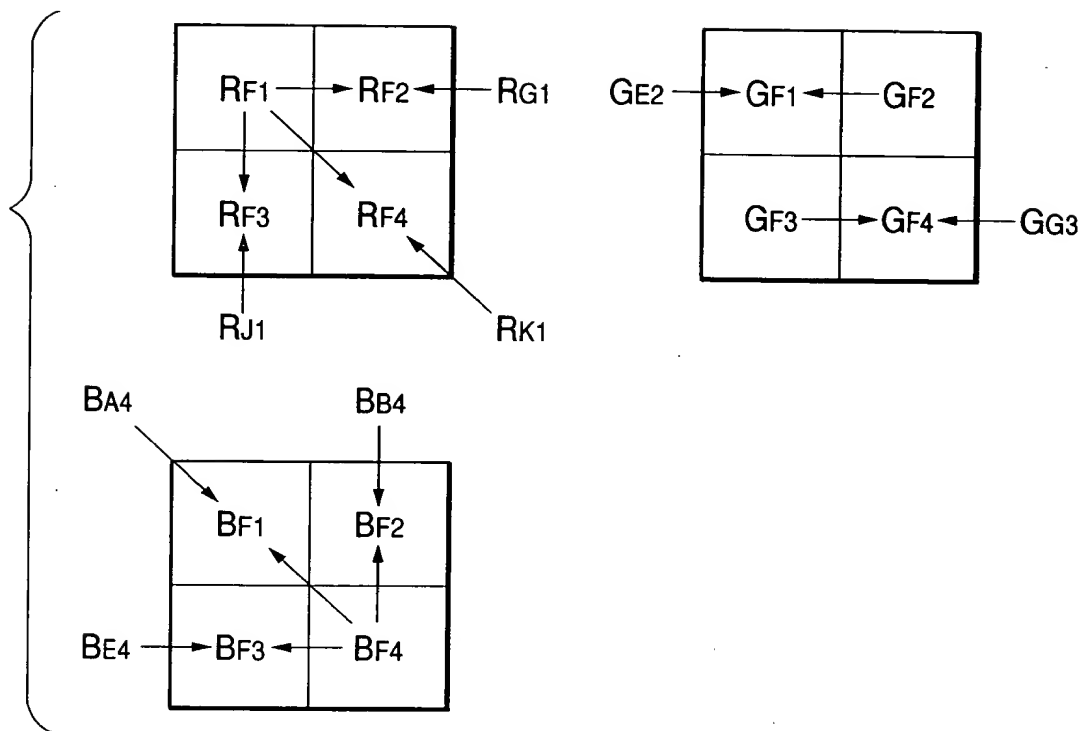 RF1 RF2 RG1 GE2 GF1 GF2
RF3 RF4 GF3 GF4 GG3
RJ1 RK1
BA4 BB4
BF1 BF2
BE4 BF3 BF4